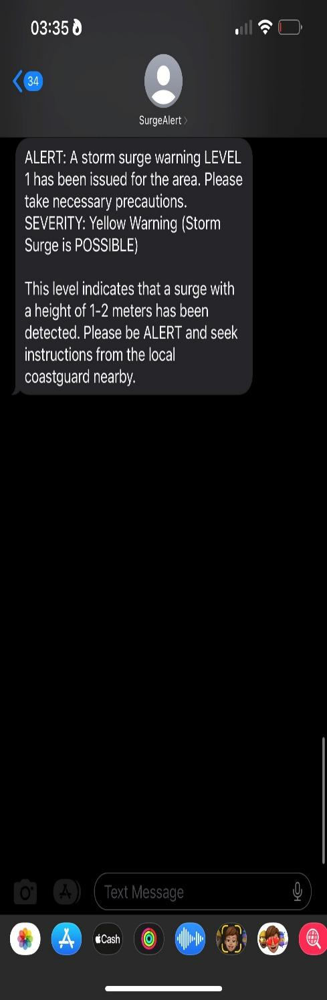 03:35
34
SurgeAlert
ALERT: A storm surge warning LEVEL
1 has been issued for the area. Please
take necessary precautions.
SEVERITY: Yellow Warning (Storm
Surge is POSSIBLE)
This level indicates that a surge with
a height of 1-2 meters has been
detected. Please be ALERT and seek
instructions from the local
coastguard nearby.
Text Message
Cash